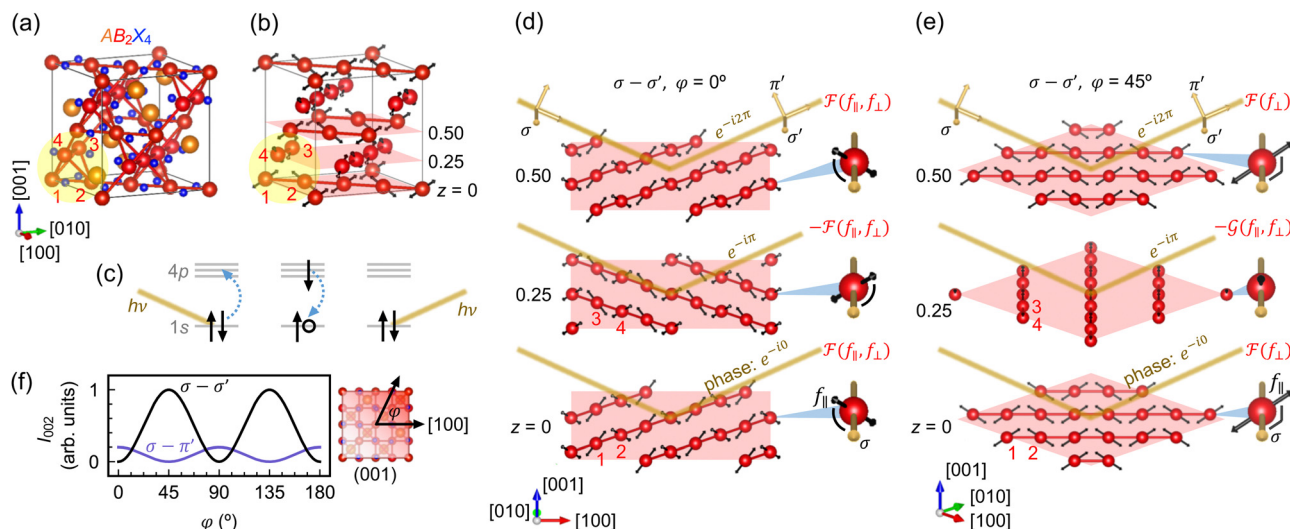 (a)
AB₂X₄
4
3
1
2
[001]
[010]
[100]
(b)
0.50
0.25
z = 0
4
3
2
1
(c)
4p
hν
1s
hν
(f)
σ − σ′
σ − π′
I₀₀₂
(arb. units)
1
0
0 45 90 135 180
φ (º)
φ
[100]
(001)
(d)
σ − σ′, φ = 0º
π′
ℱ(f∥, f⊥)
σ
e^{−i2π}
σ′
0.50
−ℱ(f∥, f⊥)
e^{−iπ}
0.25
3
4
ℱ(f∥, f⊥)
phase: e^{−i0}
f∥
z = 0
σ
1 2
[001]
[010]
[100]
(e)
σ − σ′, φ = 45º
π′
ℱ(f⊥)
σ
e^{−i2π}
σ′
0.50
−𝒢(f∥, f⊥)
e^{−iπ}
0.25
3
4
ℱ(f⊥)
phase: e^{−i0}
f∥
z = 0
σ
1 2
[001]
[010]
[100]